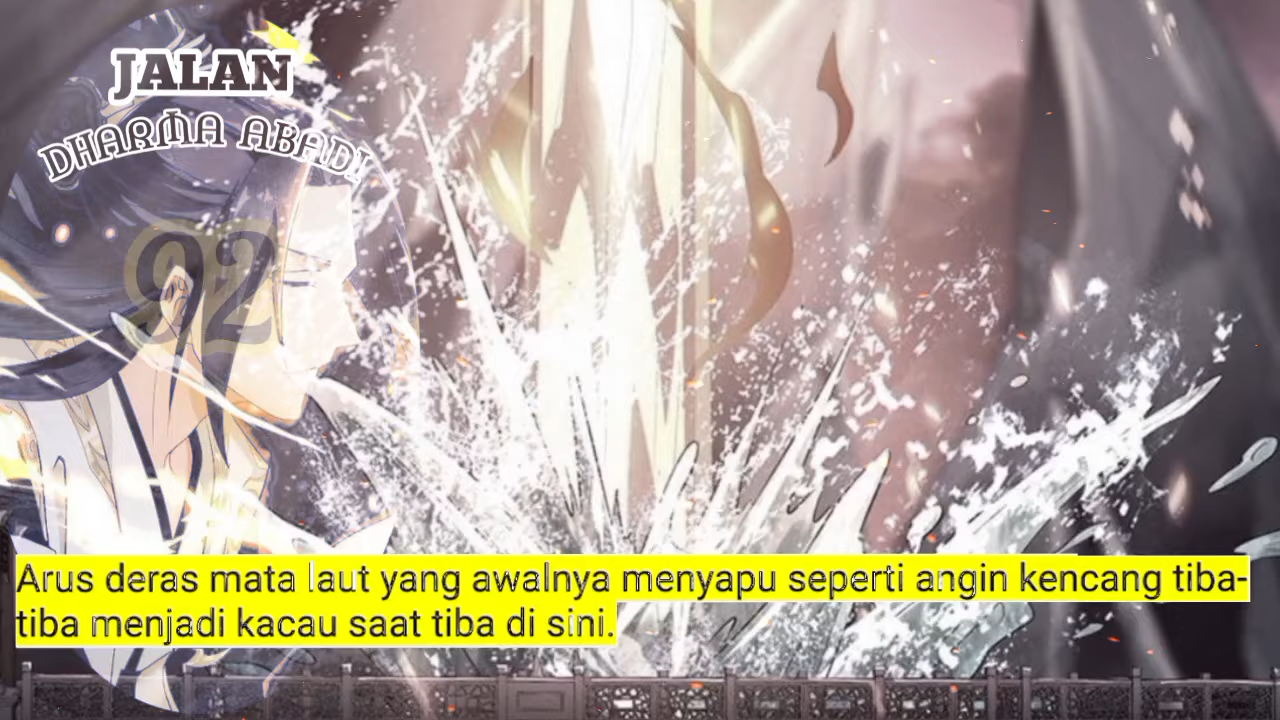 JALAN
DHARMA ABADI
92
Arus deras mata laut yang awalnya menyapu seperti angin kencang tiba-
tiba menjadi kacau saat tiba di sini.